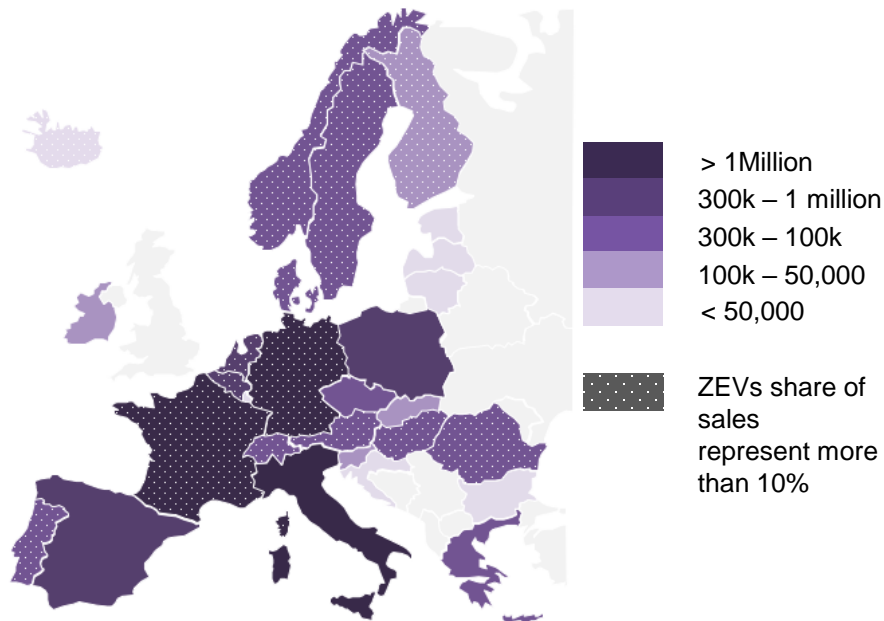 > 1Million
300k – 1 million
300k – 100k
100k – 50,000
< 50,000
ZEVs share of
sales
represent more
than 10%